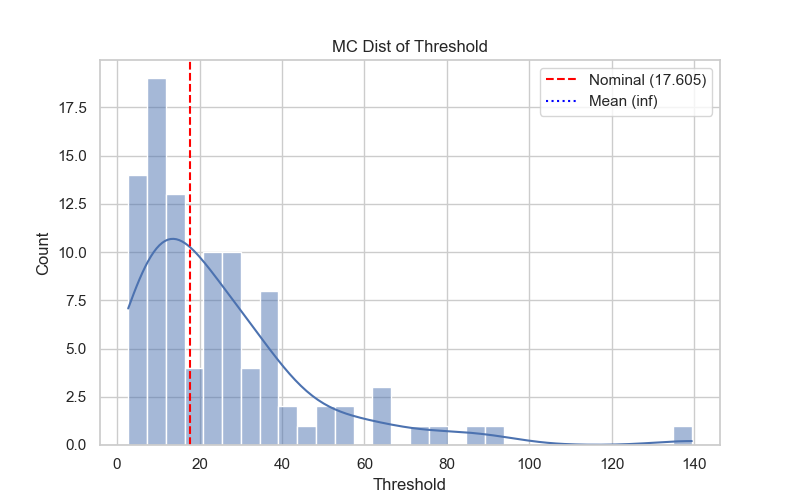 MC Dist of Threshold
Nominal (17.605)
Mean (inf)
17.5
15.0
12.5
10.0
7.5
5.0
2.5
0.0
Count
0 20 40 60 80 100 120 140
Threshold